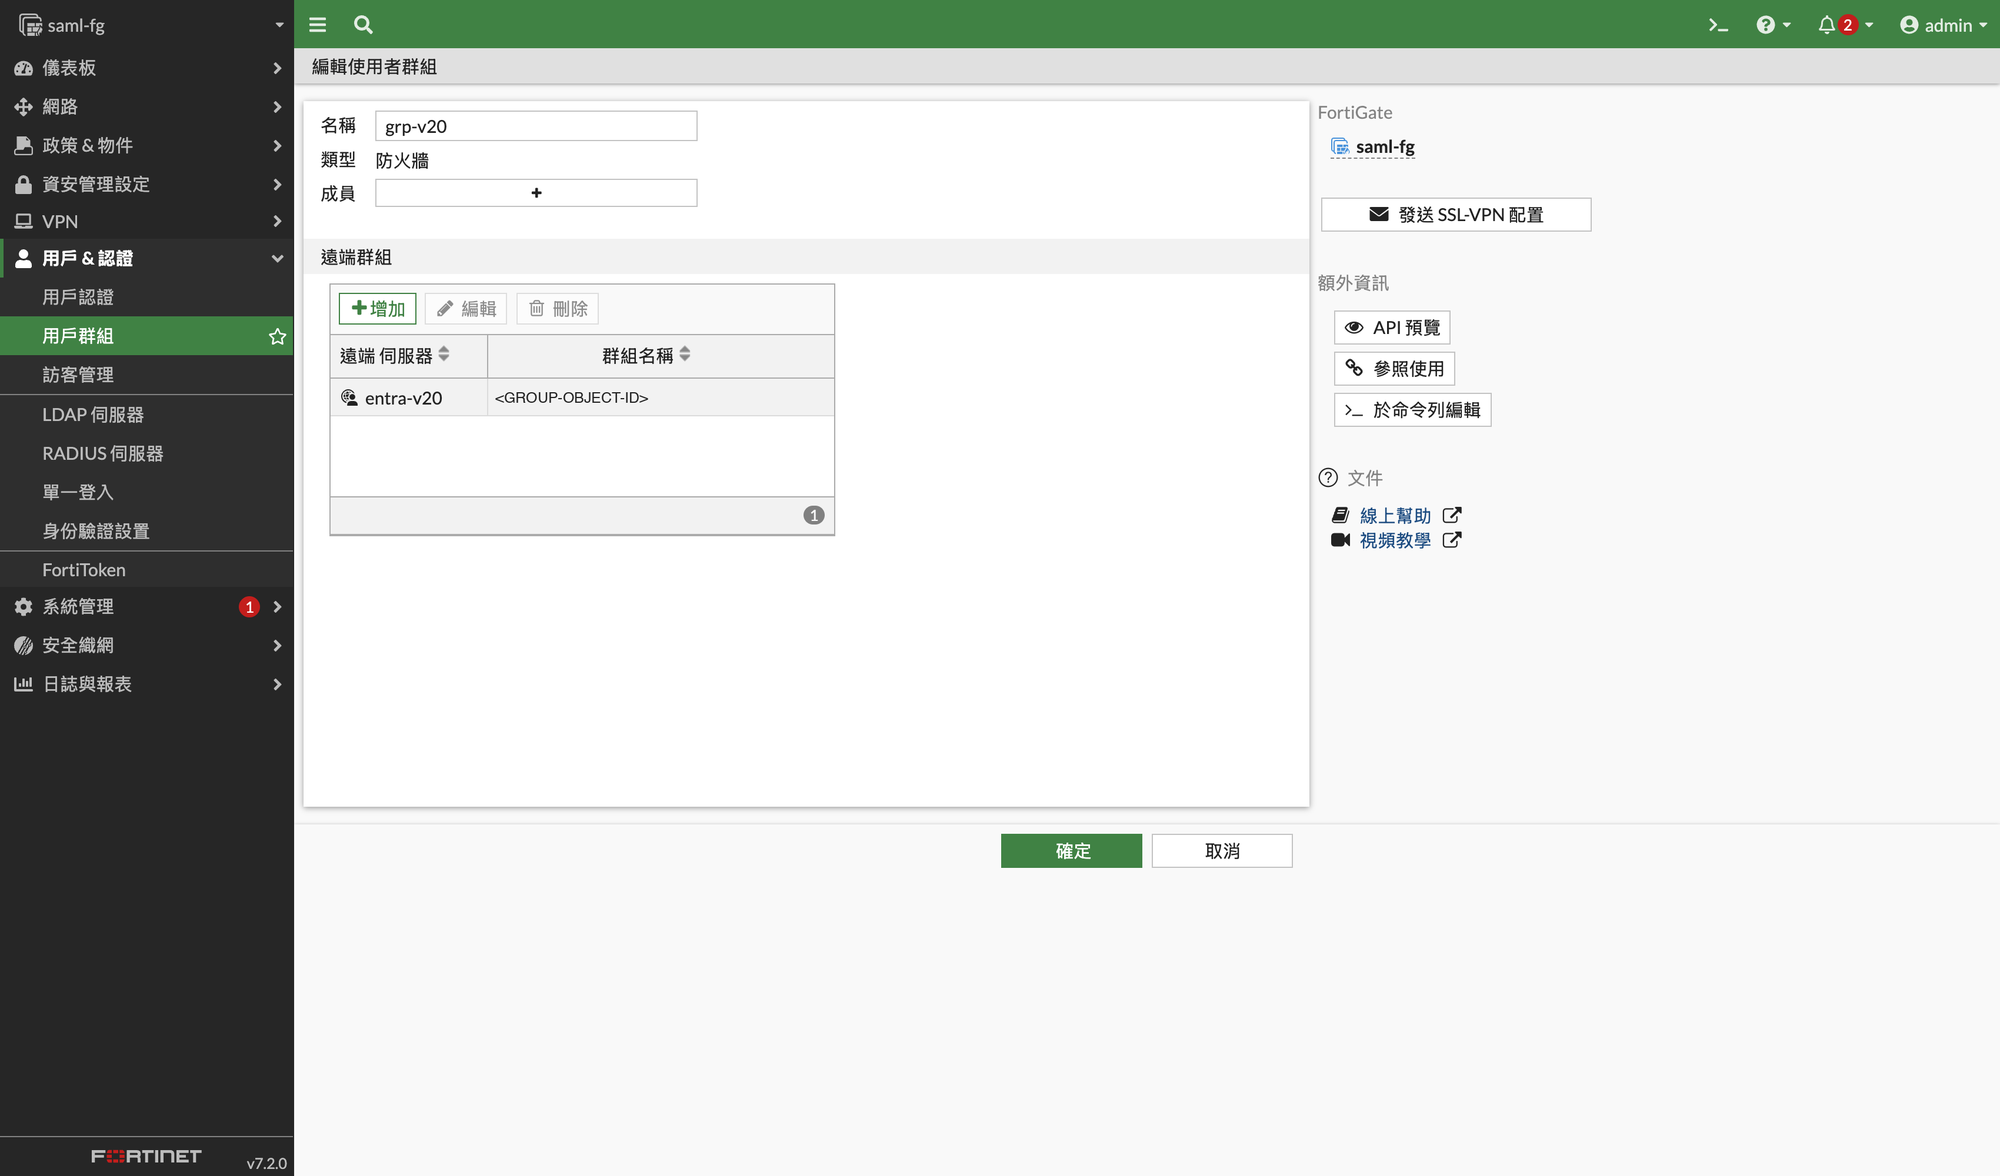 saml-fg
儀表板
網路
政策 & 物件
資安管理設定
VPN
用戶 & 認證
用戶認證
用戶群組
訪客管理
LDAP 伺服器
RADIUS 伺服器
單一登入
身份驗證設置
FortiToken
系統管理 1
安全織網
日誌與報表
FORTINET
v7.2.0
2
admin
編輯使用者群組
名稱 grp-v20
類型 防火牆
成員 +
遠端群組
+增加 編輯 刪除
遠端 伺服器 群組名稱
entra-v20 <GROUP-OBJECT-ID>
1
確定 取消
FortiGate
saml-fg
發送 SSL-VPN 配置
額外資訊
API 預覽
參照使用
>_ 於命令列編輯
文件
線上幫助
視頻教學